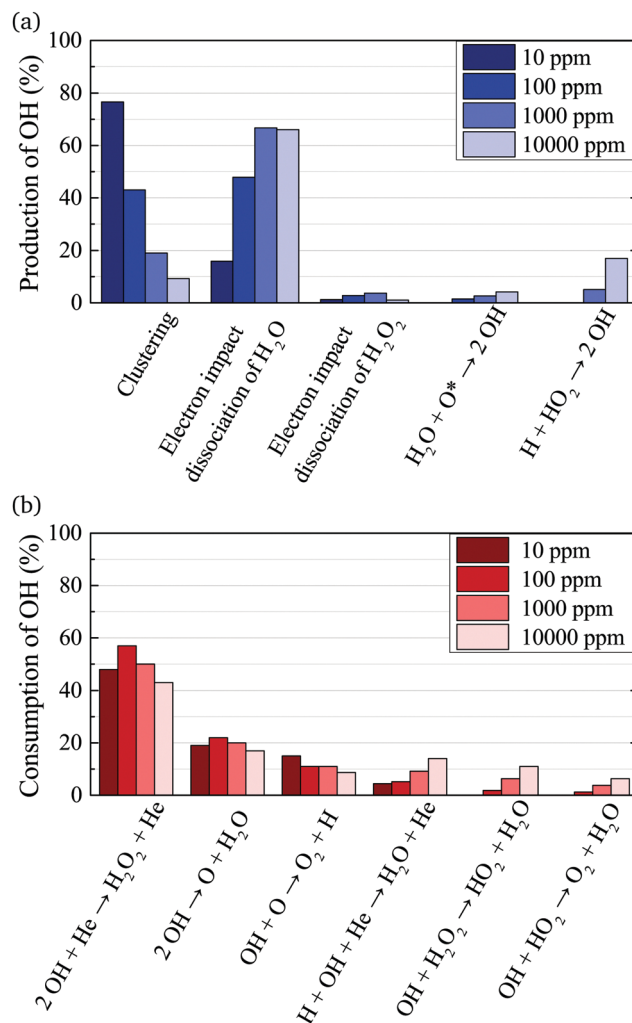 (a)
Production of OH (%)
100
80
60
40
20
0
10 ppm
100 ppm
1000 ppm
10000 ppm
Clustering
Electron impact
dissociation of H₂O
Electron impact
dissociation of H₂O₂
H₂O + O* → 2 OH
H + HO₂ → 2 OH
(b)
Consumption of OH (%)
100
80
60
40
20
0
10 ppm
100 ppm
1000 ppm
10000 ppm
2 OH + He → H₂O₂ + He
2 OH → O + H₂O
OH + O → O₂ + H
H + OH + He → H₂O + He
OH + H₂O₂ → HO₂ + H₂O
OH + HO₂ → O₂ + H₂O